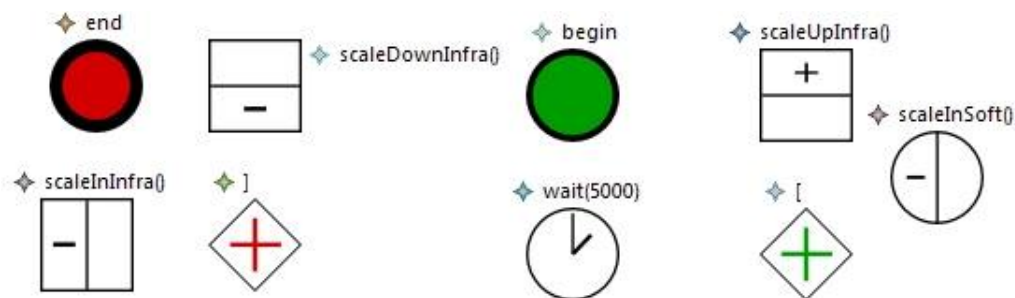 end
scaleDownInfra()
begin
scaleUpInfra()
scaleInSoft()
scaleInInfra()
]
wait(5000)
[